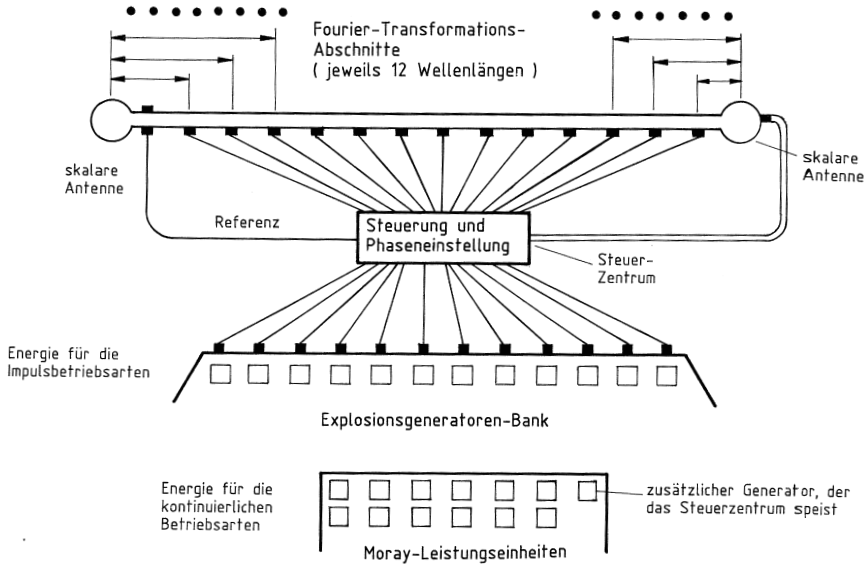 Fourier-Transformations-
Abschnitte
( jeweils 12 Wellenlängen )
skalare
Antenne
skalare
Antenne
Referenz
Steuerung und
Phaseneinstellung
Steuer-
Zentrum
Energie für die
Impulsbetriebsarten
Explosionsgeneratoren-Bank
Energie für die
kontinuierlichen
Betriebsarten
zusätzlicher Generator, der
das Steuerzentrum speist
Moray-Leistungseinheiten